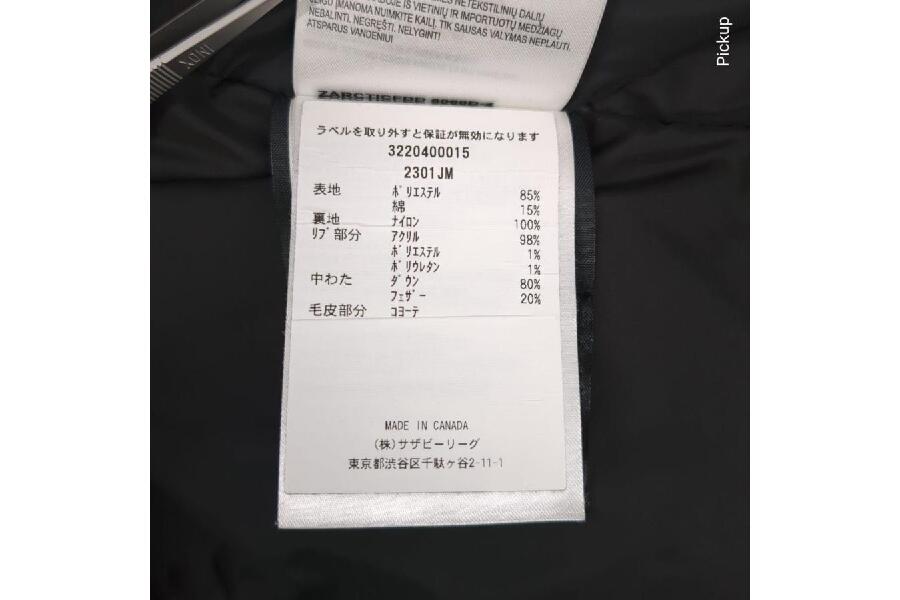 NETEKSTILINIŲ DALIŲ
IŠ VIETINIŲ IR IMPORTUOTŲ MEDŽIAGŲ
ĮMANOMA NUIMKITE KAILĮ, TIK SAUSAS VALYMAS NEPLAUTI.
NEBALINTI, NEGRĘŠTI. NELYGINTI
ATSPARUS VANDENIUI
Pickup
ラベルを取り外すと保証が無効になります
3220400015
2301JM
表地 ポリエステル 85%
綿 15%
裏地 ナイロン 100%
リブ部分 アクリル 98%
ポリエステル 1%
ポリウレタン 1%
中わた ダウン 80%
フェザー 20%
毛皮部分 コヨーテ
MADE IN CANADA
(株)サザビーリーグ
東京都渋谷区千駄ヶ谷2-11-1